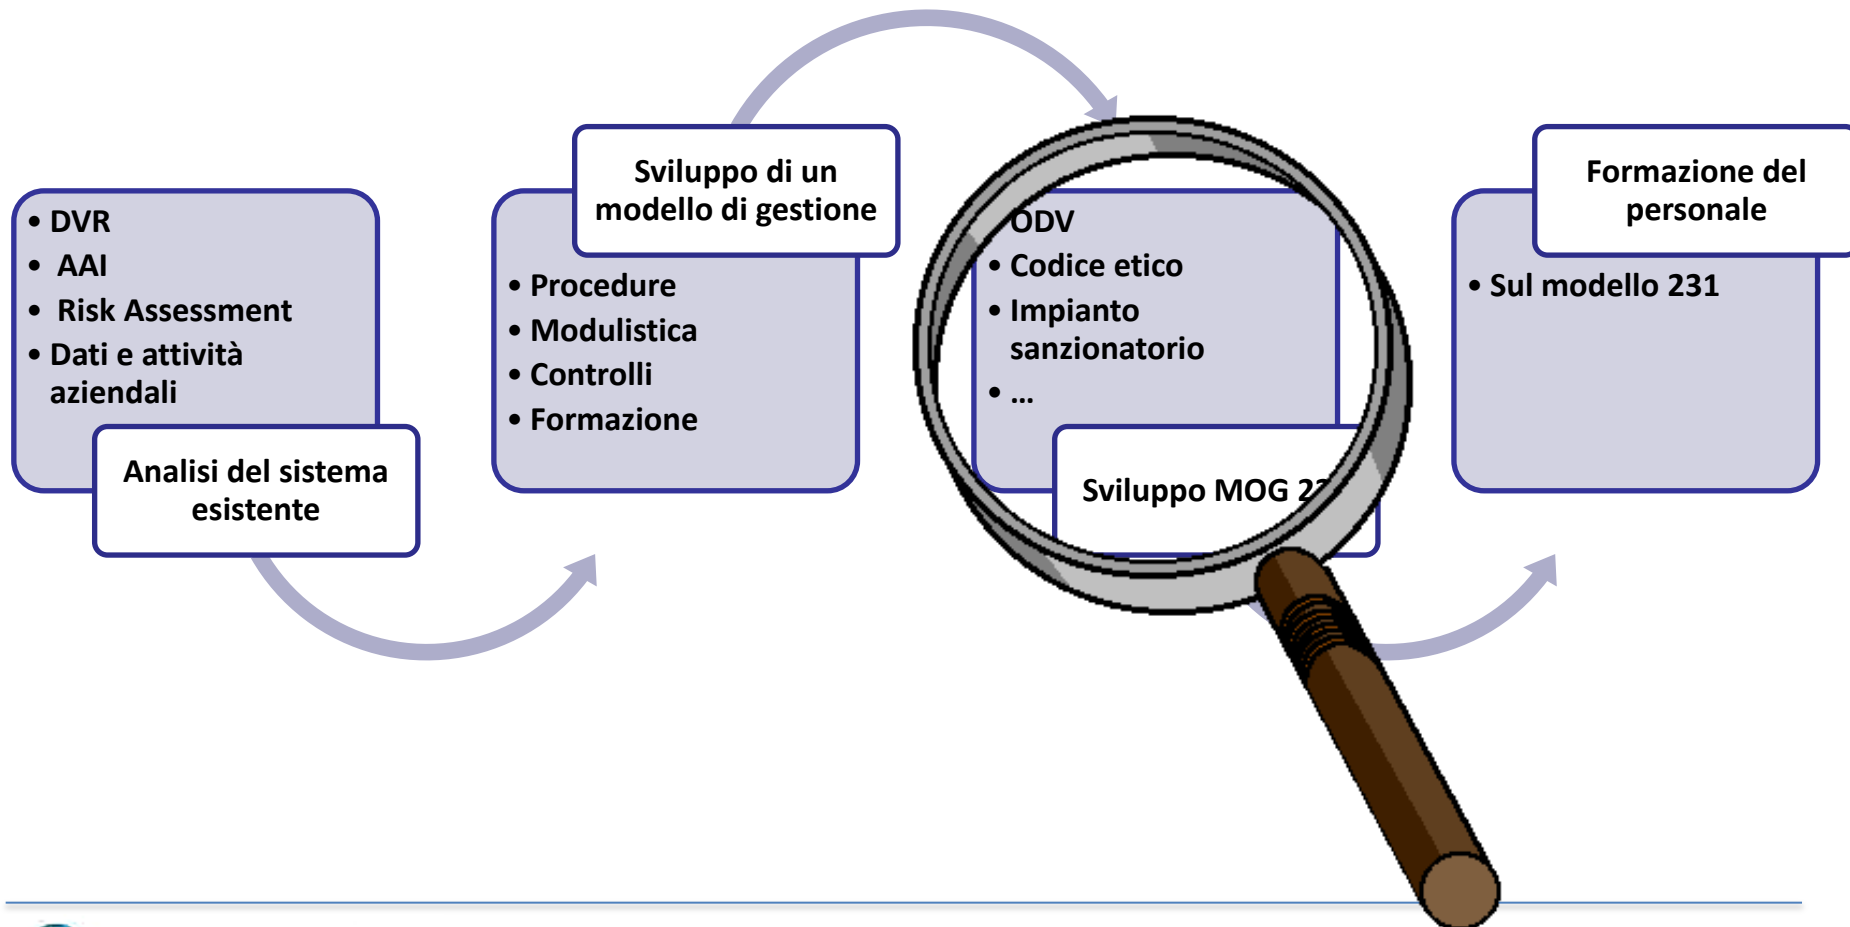 • DVR
• AAI
• Risk Assessment
• Dati e attività
aziendali
Analisi del sistema
esistente
Sviluppo di un
modello di gestione
• Procedure
• Modulistica
• Controlli
• Formazione
ODV
• Codice etico
• Impianto
sanzionatorio
• ...
Sviluppo MOG
Formazione del
personale
• Sul modello 231